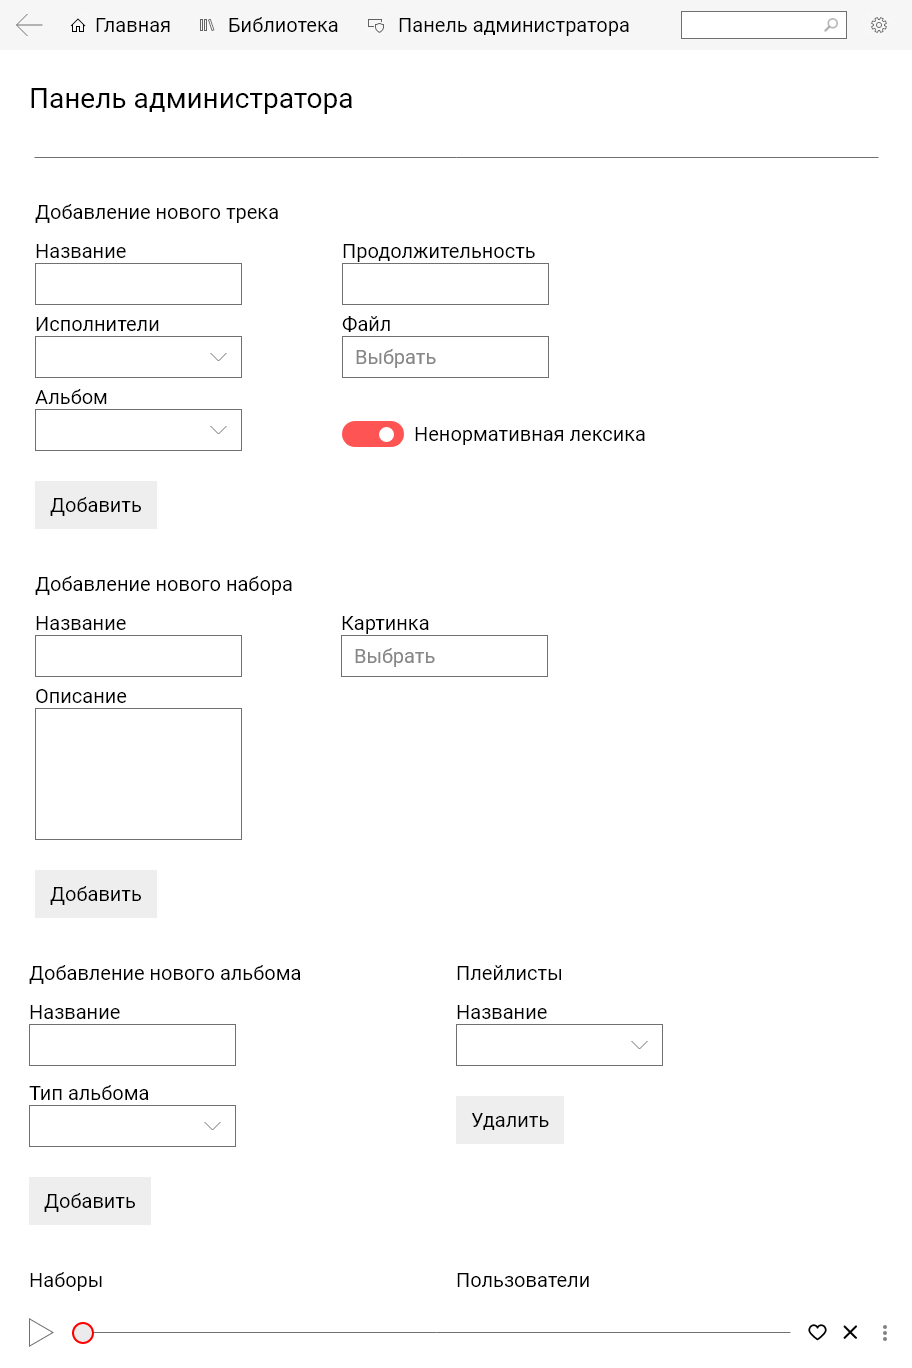 Главная Библиотека Панель администратора
Панель администратора
Добавление нового трека
Название Продолжительность
Исполнители Файл
Выбрать
Альбом
Ненормативная лексика
Добавить
Добавление нового набора
Название Картинка
Выбрать
Описание
Добавить
Добавление нового альбома Плейлисты
Название Название
Тип альбома
Удалить
Добавить
Наборы Пользователи